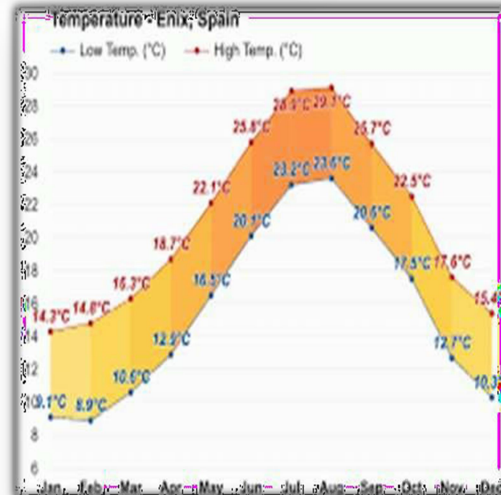 Temperature - Enix, Spain
Low Temp. (°C) High Temp. (°C)
30
28
26
24
22
20
18
16
14
12
10
8
6
14.3°C 14.8°C 16.3°C 18.7°C 22.1°C 25.8°C 28.9°C 29.1°C 25.7°C 22.5°C 17.6°C 15.4
9.1°C 8.9°C 10.6°C 12.9°C 16.5°C 20.1°C 23.2°C 23.6°C 20.6°C 17.5°C 12.7°C 10.3
Jan Feb Mar Apr May Jun Jul Aug Sep Oct Nov Dec